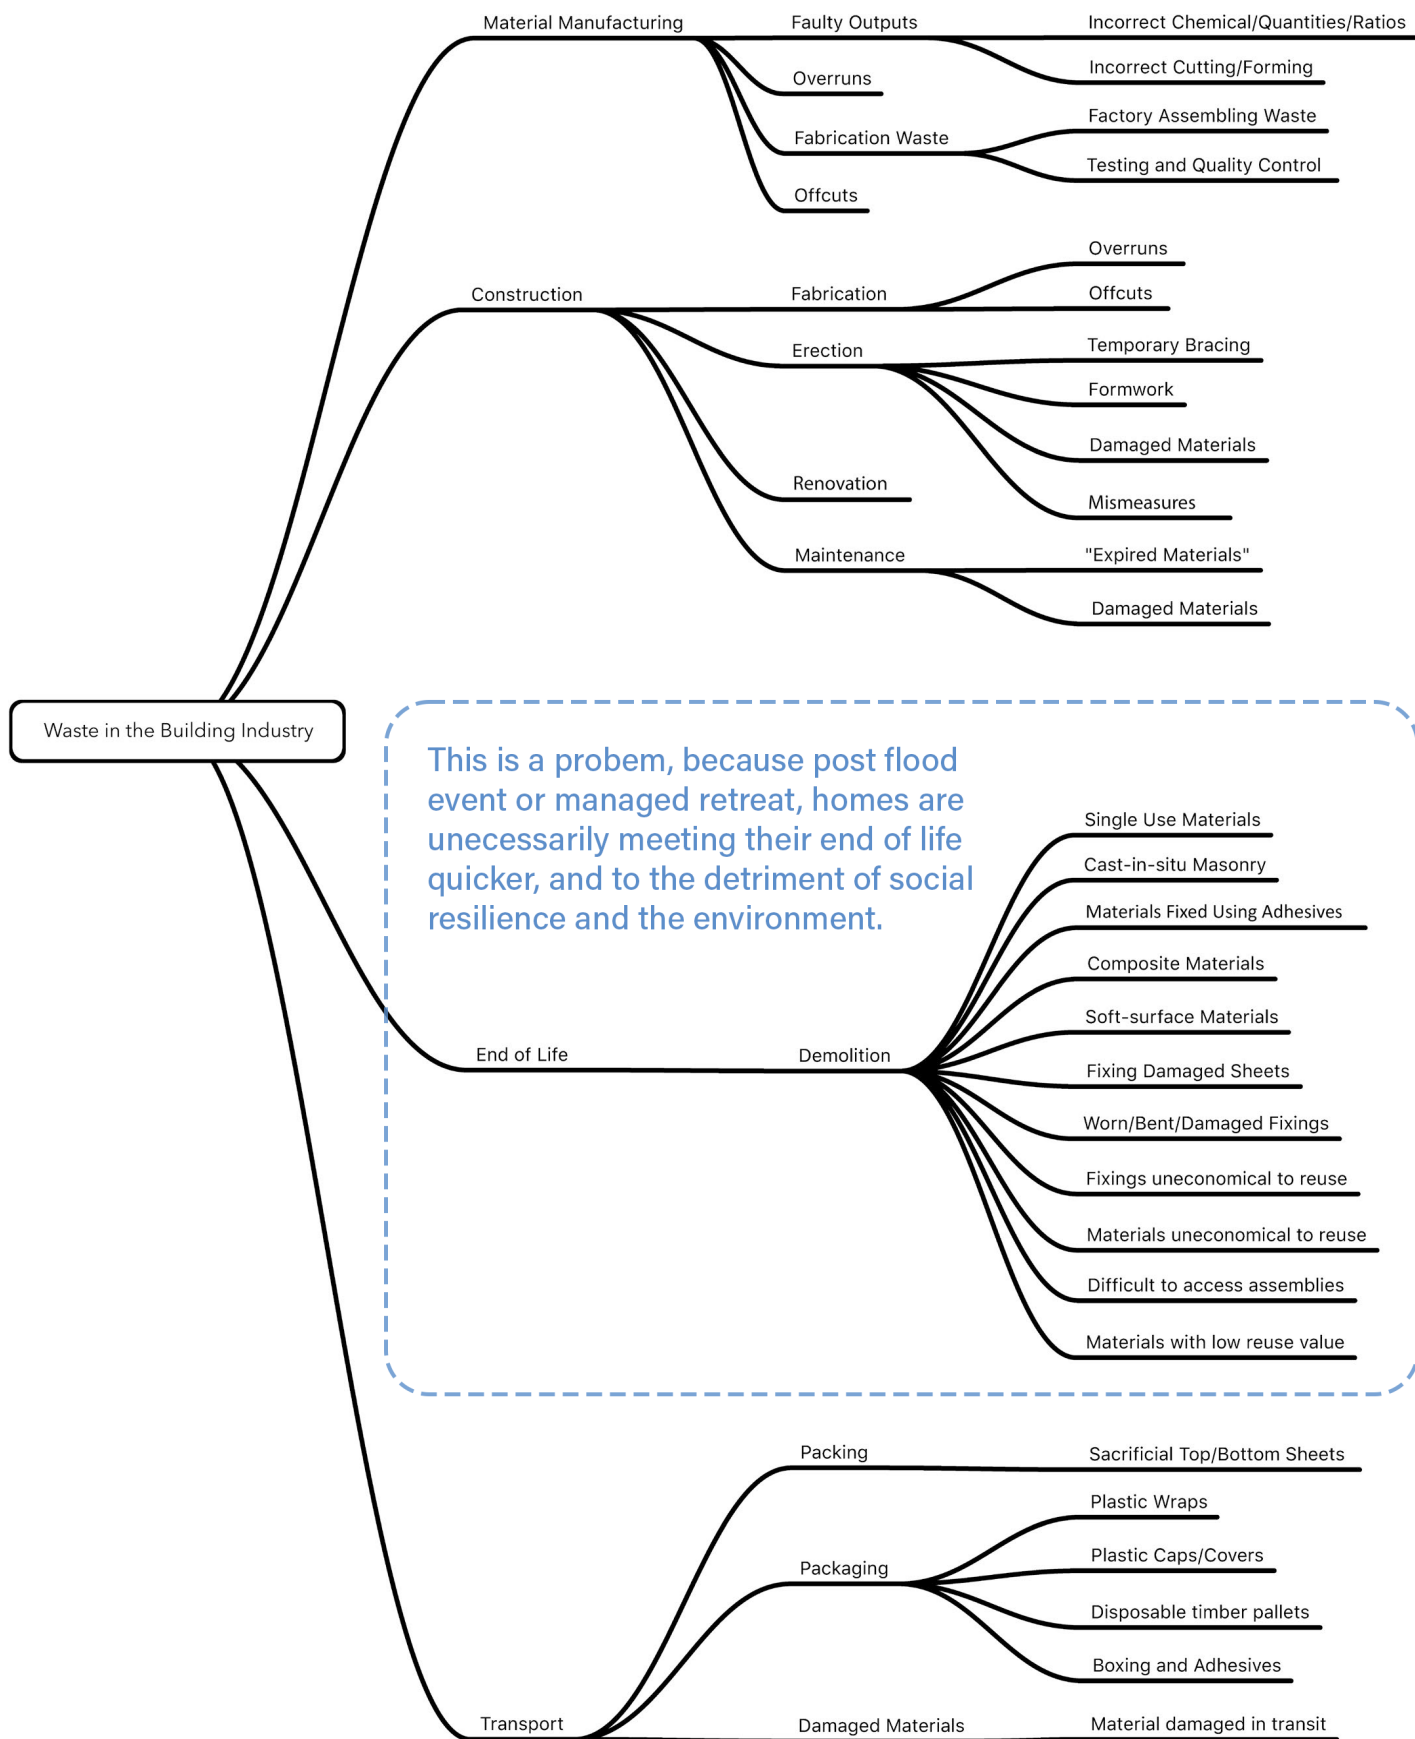 Material Manufacturing
Faulty Outputs
Incorrect Chemical/Quantities/Ratios
Incorrect Cutting/Forming
Overruns
Fabrication Waste
Factory Assembling Waste
Testing and Quality Control
Offcuts
Construction
Fabrication
Overruns
Offcuts
Erection
Temporary Bracing
Formwork
Damaged Materials
Mismeasures
Renovation
Maintenance
"Expired Materials"
Damaged Materials
Waste in the Building Industry
This is a probem, because post flood
event or managed retreat, homes are
unecessarily meeting their end of life
quicker, and to the detriment of social
resilience and the environment.
End of Life
Demolition
Single Use Materials
Cast-in-situ Masonry
Materials Fixed Using Adhesives
Composite Materials
Soft-surface Materials
Fixing Damaged Sheets
Worn/Bent/Damaged Fixings
Fixings uneconomical to reuse
Materials uneconomical to reuse
Difficult to access assemblies
Materials with low reuse value
Transport
Packing
Sacrificial Top/Bottom Sheets
Packaging
Plastic Wraps
Plastic Caps/Covers
Disposable timber pallets
Boxing and Adhesives
Damaged Materials
Material damaged in transit